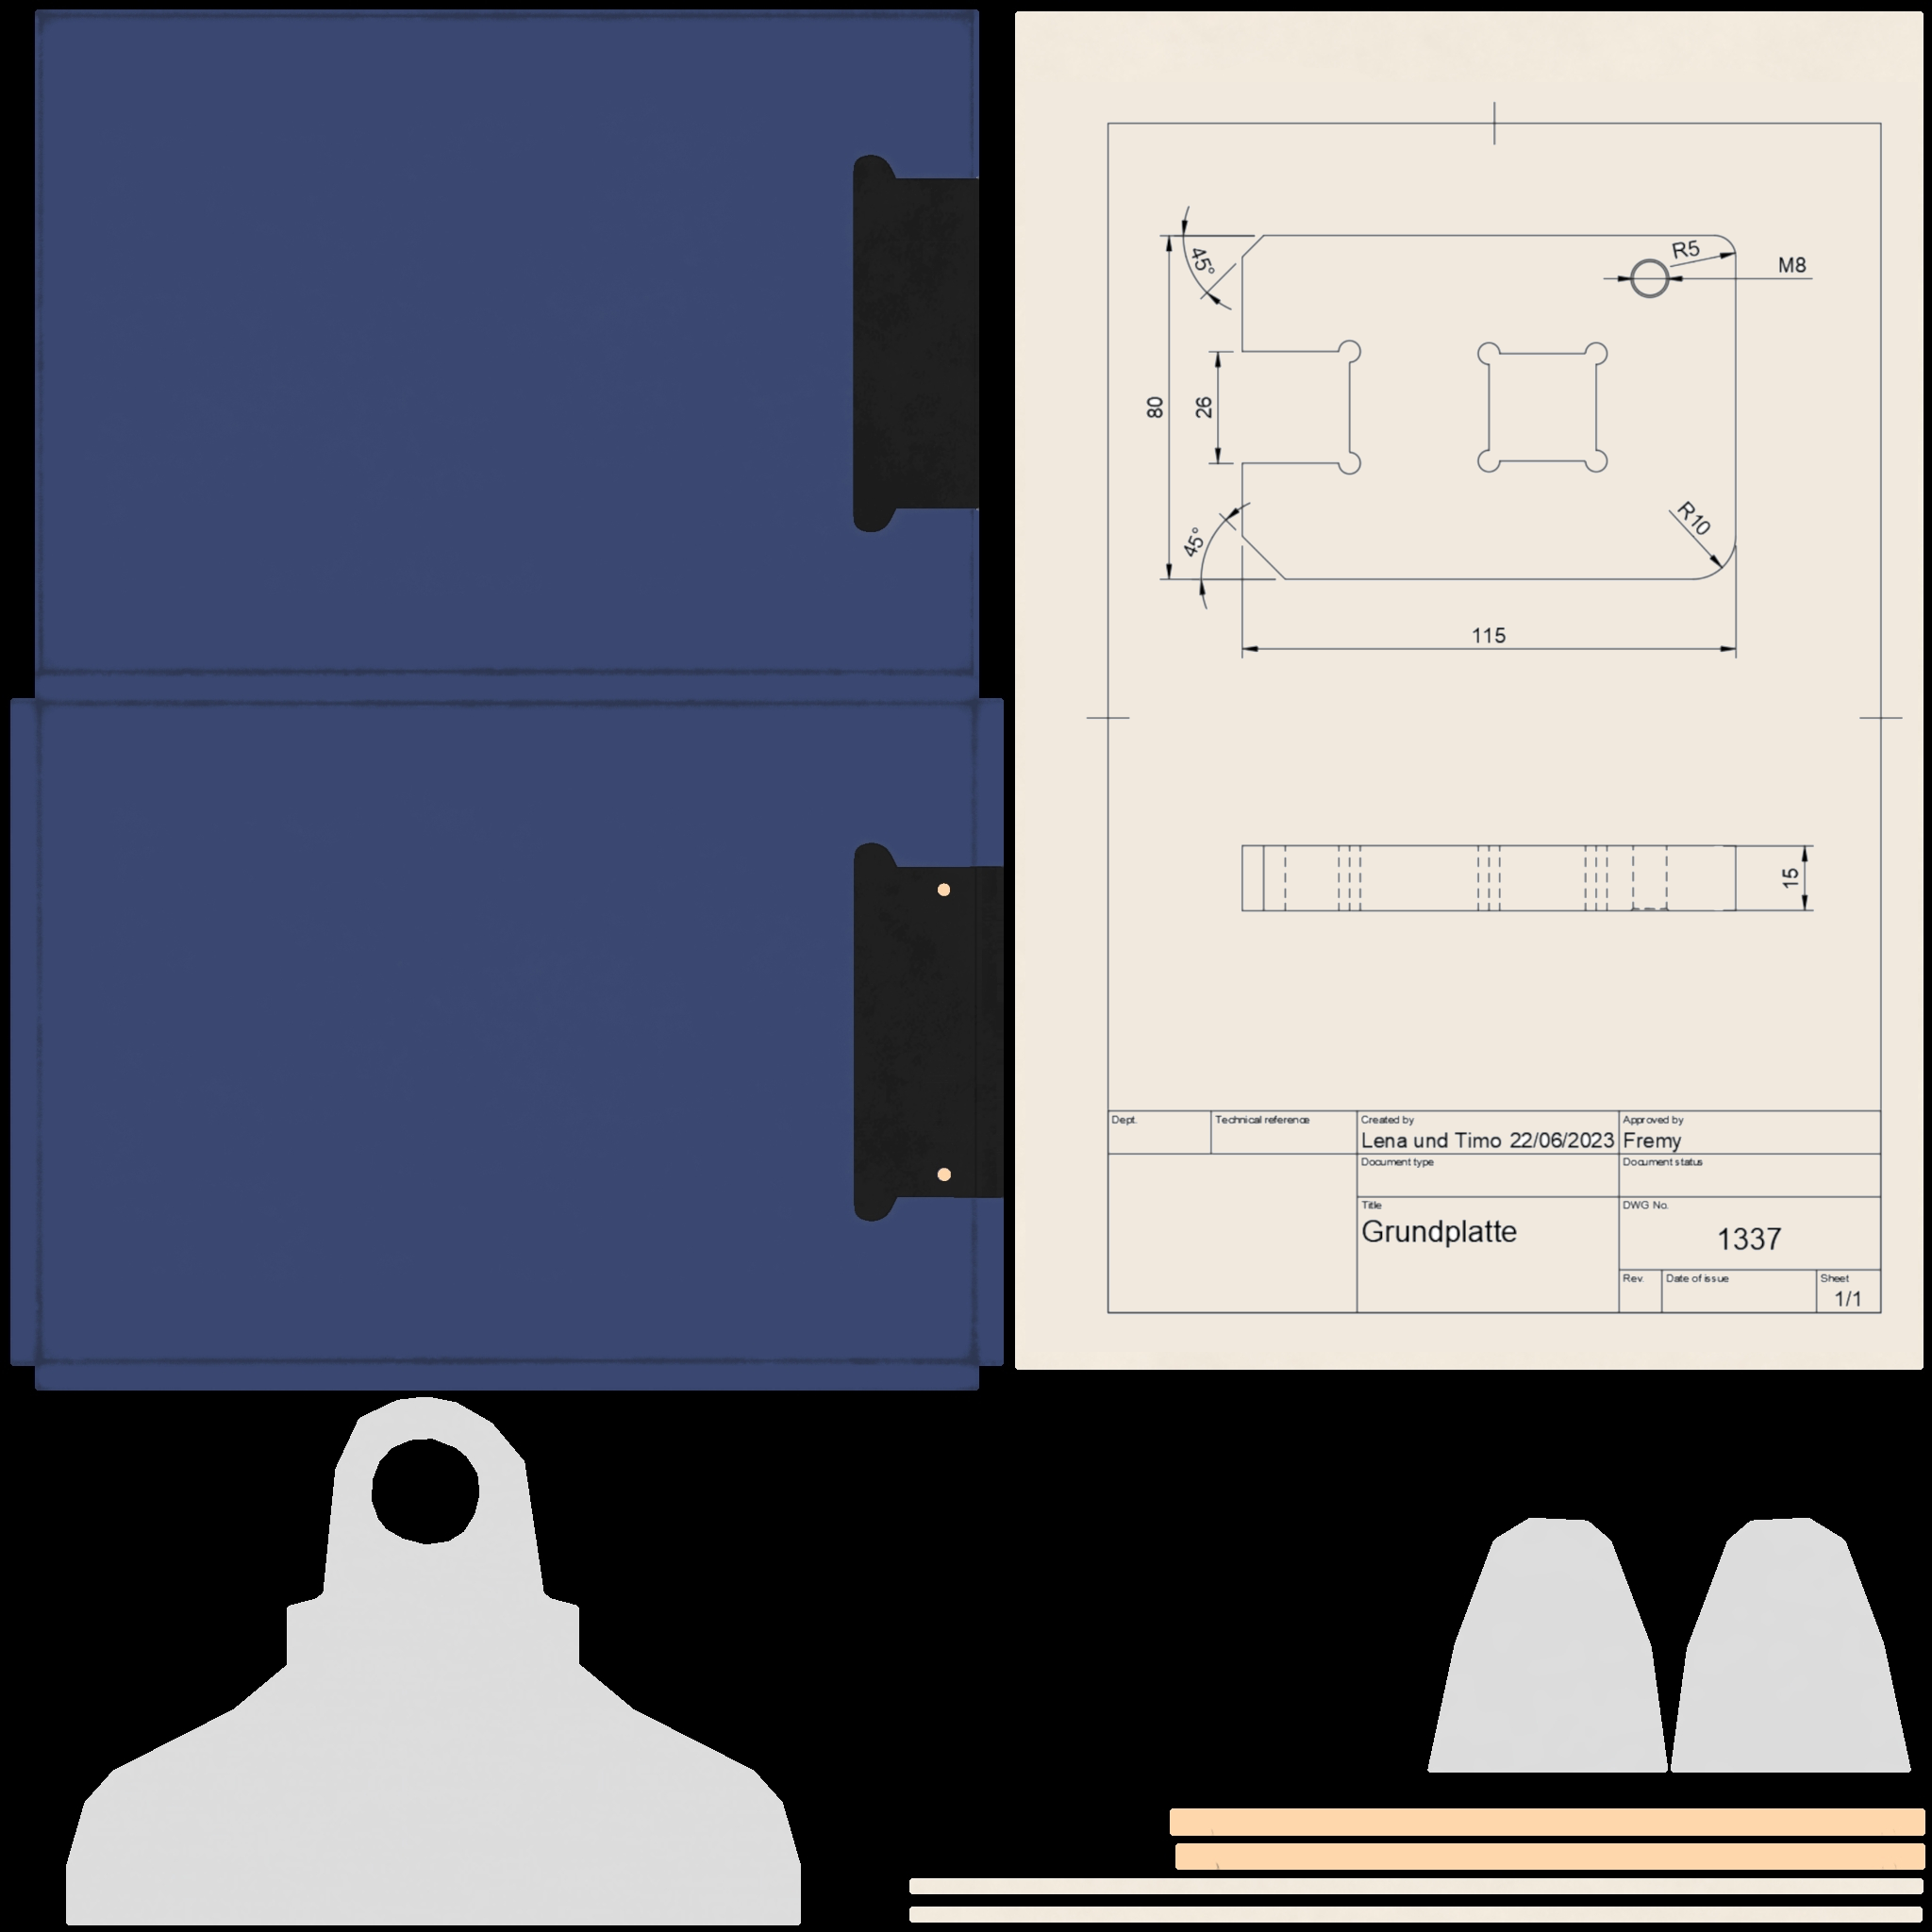 R5
M8
45°
80
26
45°
R10
115
15
Dept.
Technical reference
Created by
Approved by
Lena und Timo 22/06/2023
Fremy
Document type
Document status
Title
DWG No.
Grundplatte
1337
Rev.
Date of issue
Sheet
1/1